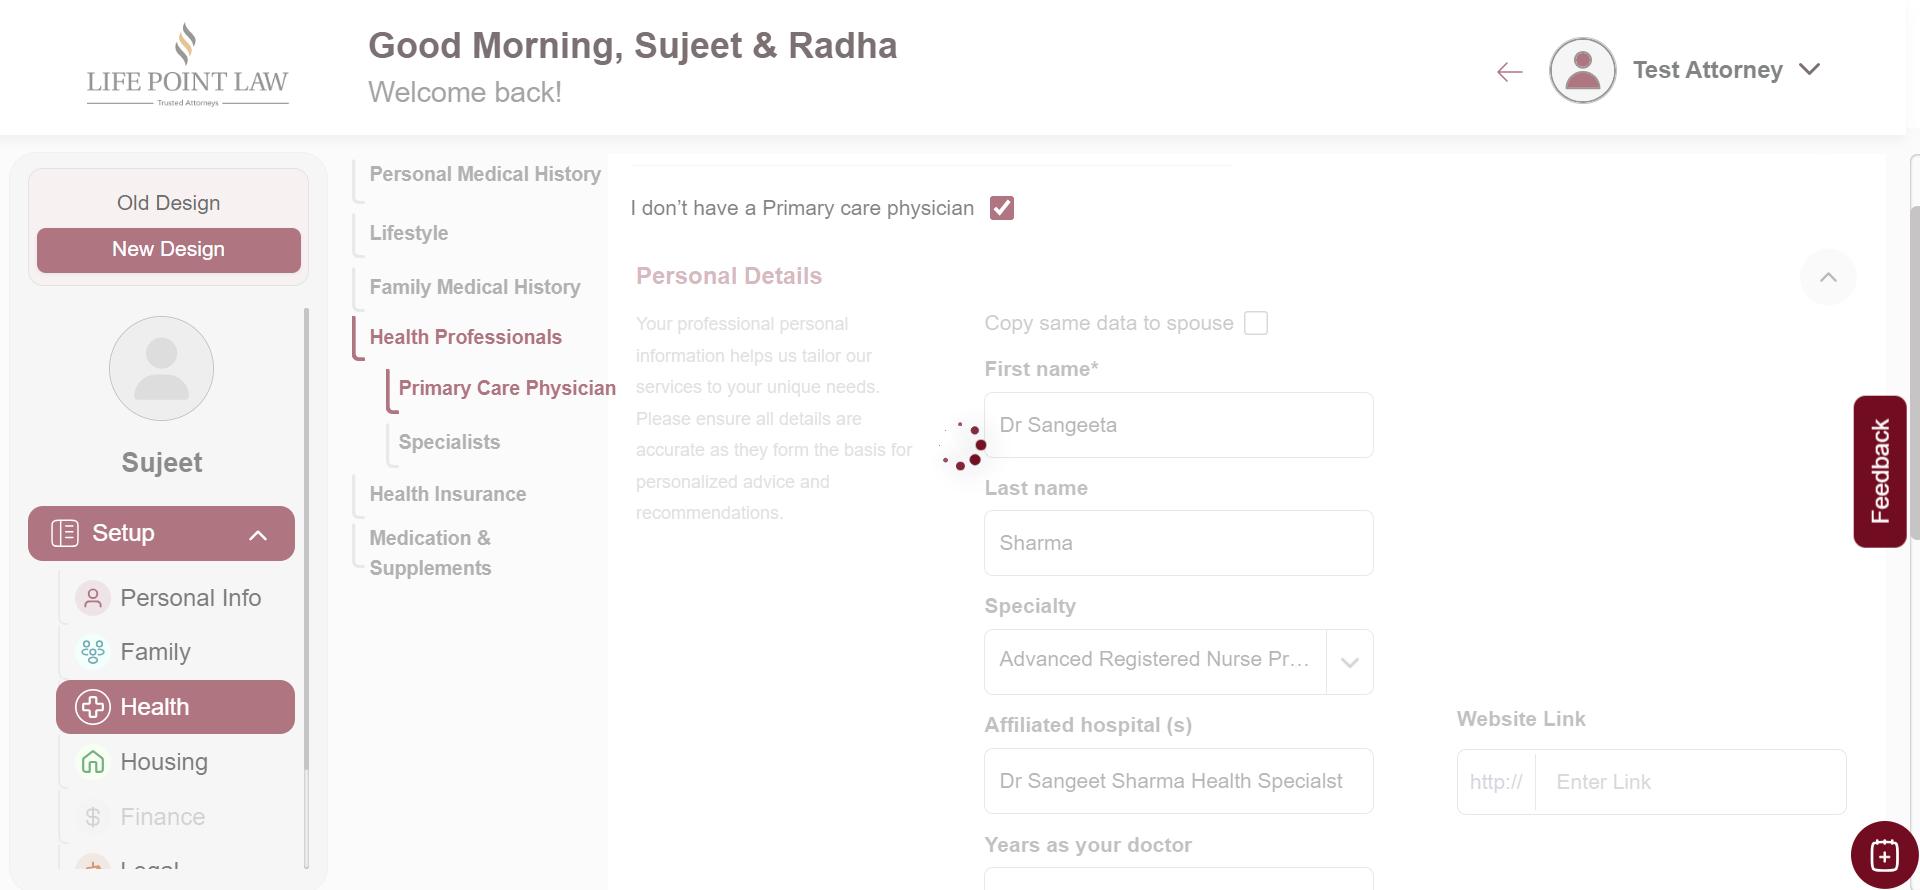 LIFE POINT LAW
Trusted Attorneys
Good Morning, Sujeet & Radha
Welcome back!
Test Attorney
Old Design
New Design
Sujeet
Setup
Personal Info
Family
Health
Housing
Finance
Legal
Personal Medical History
Lifestyle
Family Medical History
Health Professionals
Primary Care Physician
Specialists
Health Insurance
Medication &
Supplements
I don’t have a Primary care physician
Personal Details
Your professional personal
information helps us tailor our
services to your unique needs.
Please ensure all details are
accurate as they form the basis for
personalized advice and
recommendations.
Copy same data to spouse
First name*
Dr Sangeeta
Last name
Sharma
Specialty
Advanced Registered Nurse Pr...
Affiliated hospital (s)
Dr Sangeet Sharma Health Specialst
Website Link
http://
Enter Link
Years as your doctor
Feedback